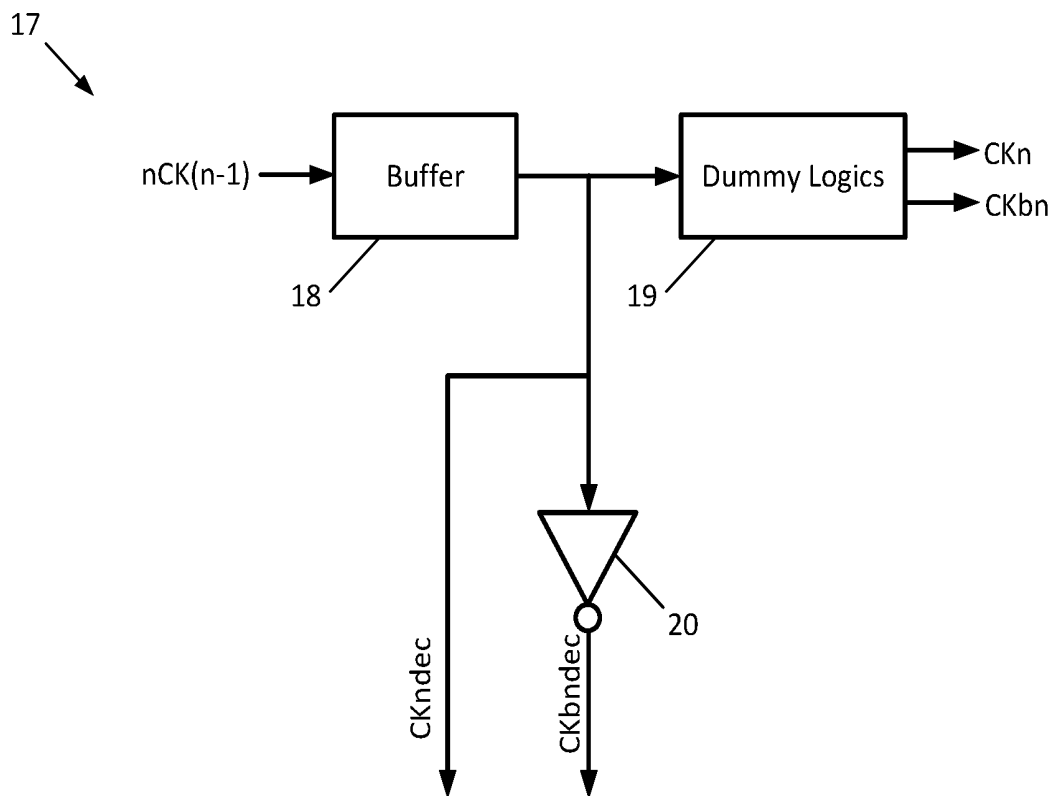 17
nCK(n-1)
Buffer
Dummy Logics
CKn
CKbn
18
19
20
CKndec
CKbndec